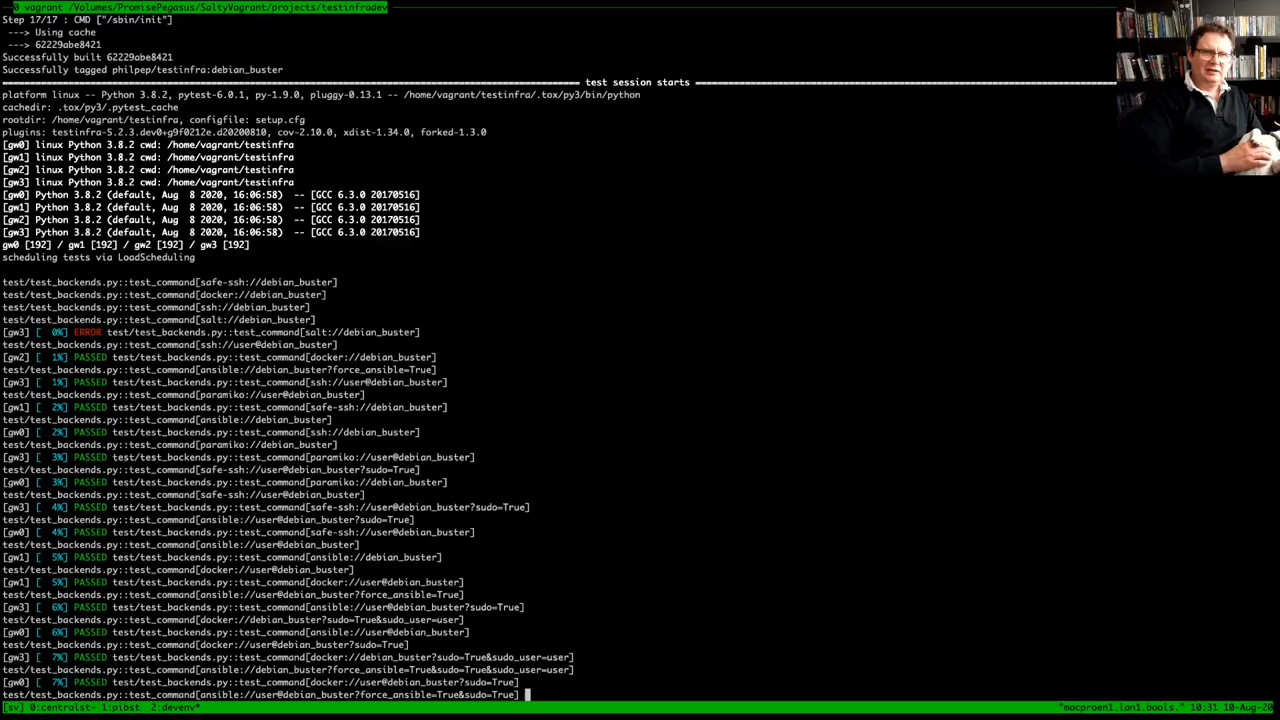 0 vagrant /Volumes/PromisePegasus/SaltyVagrant/projects/testinfradev
Step 17/17 : CMD ["/sbin/init"]
---> Using cache
---> 62229abe8421
Successfully built 62229abe8421
Successfully tagged philpep/testinfra:debian_buster
test session starts
platform linux -- Python 3.8.2, pytest-6.0.1, py-1.9.0, pluggy-0.13.1 -- /home/vagrant/testinfra/.tox/py3/bin/python
cachedir: .tox/py3/.pytest_cache
rootdir: /home/vagrant/testinfra, configfile: setup.cfg
plugins: testinfra-5.2.3.dev0+g9f0212e.d20200810, cov-2.10.0, xdist-1.34.0, forked-1.3.0
[gw0] linux Python 3.8.2 cwd: /home/vagrant/testinfra
[gw1] linux Python 3.8.2 cwd: /home/vagrant/testinfra
[gw2] linux Python 3.8.2 cwd: /home/vagrant/testinfra
[gw3] linux Python 3.8.2 cwd: /home/vagrant/testinfra
[gw0] Python 3.8.2 (default, Aug  8 2020, 16:06:58)  -- [GCC 6.3.0 20170516]
[gw1] Python 3.8.2 (default, Aug  8 2020, 16:06:58)  -- [GCC 6.3.0 20170516]
[gw2] Python 3.8.2 (default, Aug  8 2020, 16:06:58)  -- [GCC 6.3.0 20170516]
[gw3] Python 3.8.2 (default, Aug  8 2020, 16:06:58)  -- [GCC 6.3.0 20170516]
gw0 [192] / gw1 [192] / gw2 [192] / gw3 [192]
scheduling tests via LoadScheduling
test/test_backends.py::test_command[safe-ssh://debian_buster]
test/test_backends.py::test_command[docker://debian_buster]
test/test_backends.py::test_command[ssh://debian_buster]
test/test_backends.py::test_command[salt://debian_buster]
[gw3] [  0%] ERROR test/test_backends.py::test_command[salt://debian_buster]
test/test_backends.py::test_command[ssh://user@debian_buster]
[gw2] [  1%] PASSED test/test_backends.py::test_command[docker://debian_buster]
test/test_backends.py::test_command[ansible://debian_buster?force_ansible=True]
[gw3] [  1%] PASSED test/test_backends.py::test_command[ssh://user@debian_buster]
test/test_backends.py::test_command[paramiko://user@debian_buster]
[gw1] [  2%] PASSED test/test_backends.py::test_command[safe-ssh://debian_buster]
test/test_backends.py::test_command[ansible://debian_buster]
[gw0] [  2%] PASSED test/test_backends.py::test_command[ssh://debian_buster]
test/test_backends.py::test_command[paramiko://debian_buster]
[gw3] [  3%] PASSED test/test_backends.py::test_command[paramiko://user@debian_buster]
test/test_backends.py::test_command[safe-ssh://user@debian_buster?sudo=True]
[gw0] [  3%] PASSED test/test_backends.py::test_command[paramiko://debian_buster]
test/test_backends.py::test_command[safe-ssh://user@debian_buster]
[gw3] [  4%] PASSED test/test_backends.py::test_command[safe-ssh://user@debian_buster?sudo=True]
test/test_backends.py::test_command[ansible://user@debian_buster?sudo=True]
[gw0] [  4%] PASSED test/test_backends.py::test_command[safe-ssh://user@debian_buster]
test/test_backends.py::test_command[ansible://user@debian_buster]
[gw1] [  5%] PASSED test/test_backends.py::test_command[ansible://debian_buster]
test/test_backends.py::test_command[docker://user@debian_buster]
[gw1] [  5%] PASSED test/test_backends.py::test_command[docker://user@debian_buster]
test/test_backends.py::test_command[ansible://user@debian_buster?force_ansible=True]
[gw3] [  6%] PASSED test/test_backends.py::test_command[ansible://user@debian_buster?sudo=True]
test/test_backends.py::test_command[docker://debian_buster?sudo=True&sudo_user=user]
[gw0] [  6%] PASSED test/test_backends.py::test_command[ansible://user@debian_buster]
test/test_backends.py::test_command[docker://user@debian_buster?sudo=True]
[gw3] [  7%] PASSED test/test_backends.py::test_command[docker://debian_buster?sudo=True&sudo_user=user]
test/test_backends.py::test_command[ansible://debian_buster?force_ansible=True&sudo=True&sudo_user=user]
[gw0] [  7%] PASSED test/test_backends.py::test_command[docker://user@debian_buster?sudo=True]
test/test_backends.py::test_command[ansible://user@debian_buster?force_ansible=True&sudo=True]
[sv] 0:centralst- 1:pibst  2:devenv* "macproen1.lan1.bools." 10:31 10-Aug-20